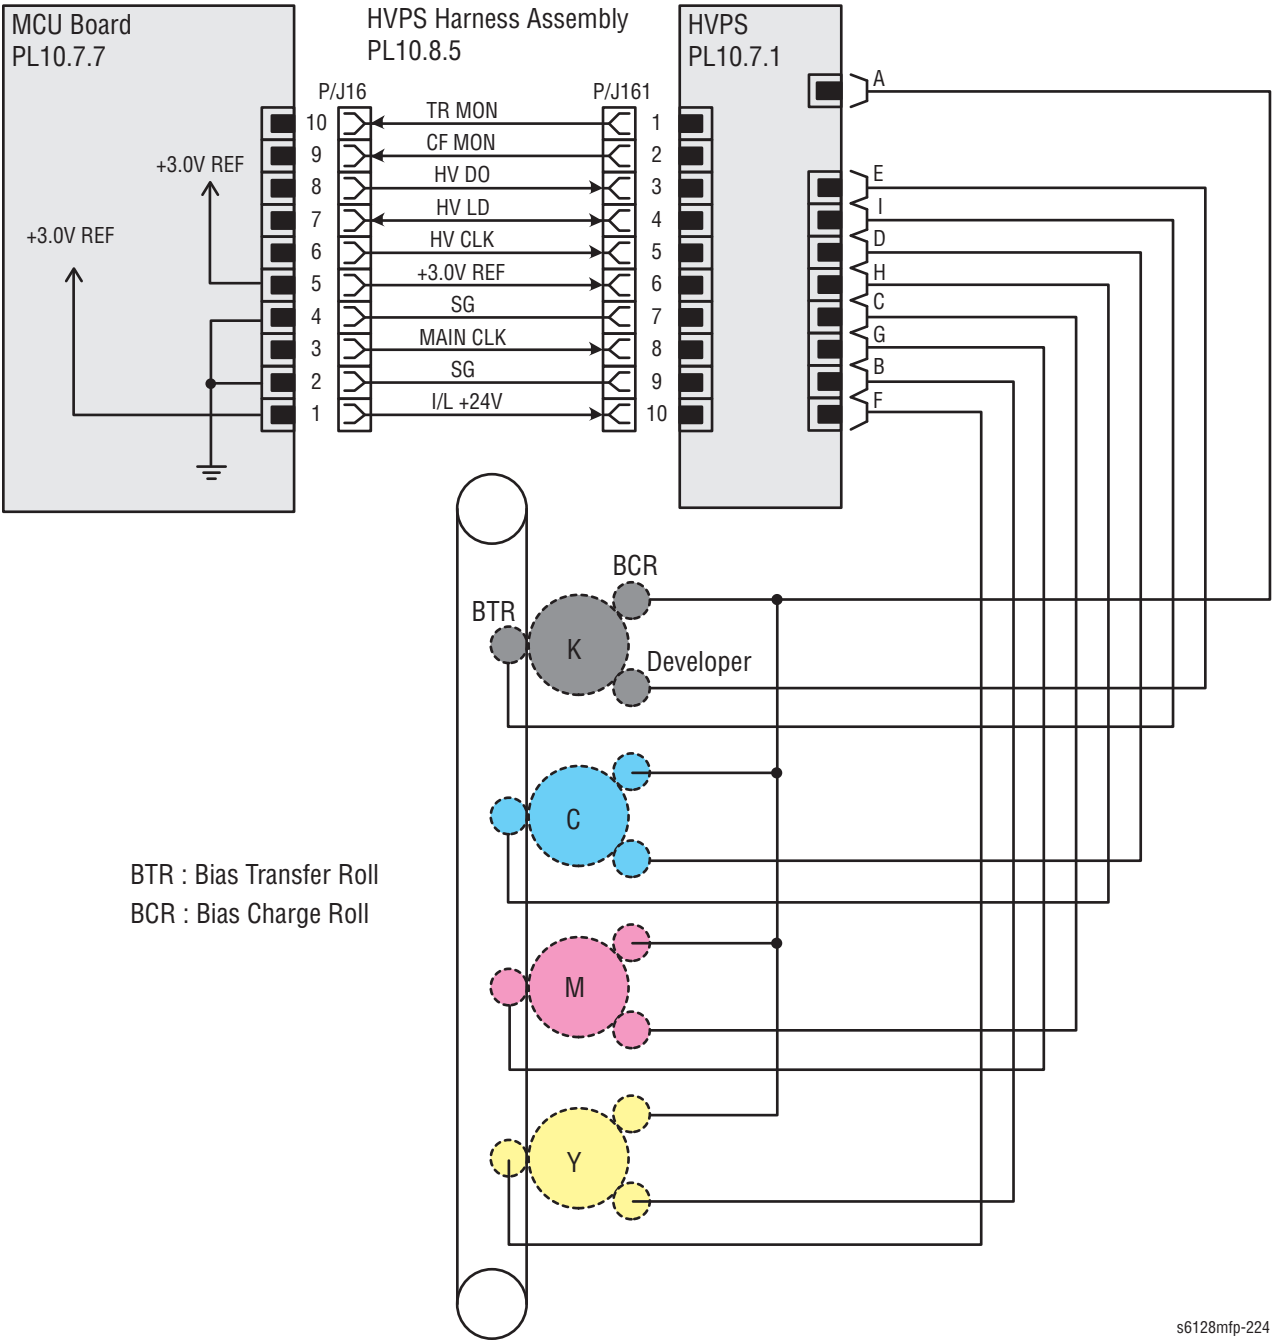 MCU Board
PL10.7.7
HVPS Harness Assembly
PL10.8.5
HVPS
PL10.7.1
P/J16
P/J161
A
10 TR MON 1
9 CF MON 2
+3.0V REF
8 HV DO 3
E
7 HV LD 4
I
+3.0V REF
6 HV CLK 5
D
5 +3.0V REF 6
H
4 SG 7
C
3 MAIN CLK 8
G
2 SG 9
B
1 I/L +24V 10
F
BCR
BTR
K
Developer
C
BTR : Bias Transfer Roll
BCR : Bias Charge Roll
M
Y
s6128mfp-224